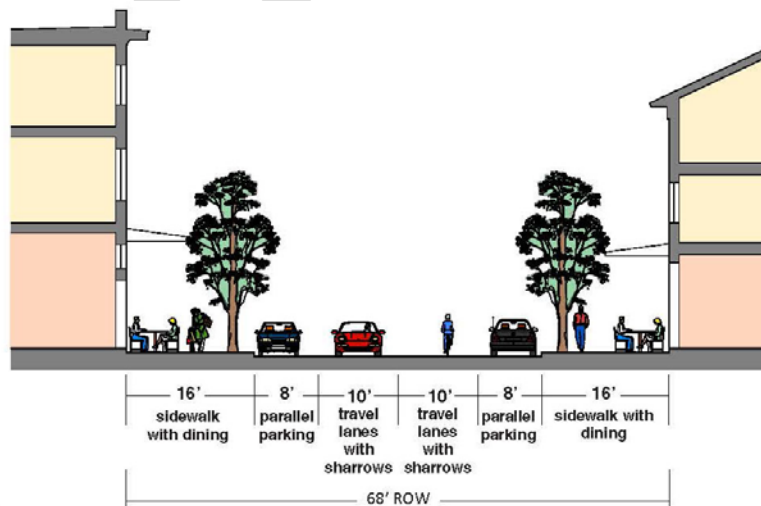 16’ 8’ 10’ 10’ 8’ 16’
sidewalk with dining
parallel parking
travel lanes with sharrows
travel lanes with sharrows
parallel parking
sidewalk with dining
68’ ROW